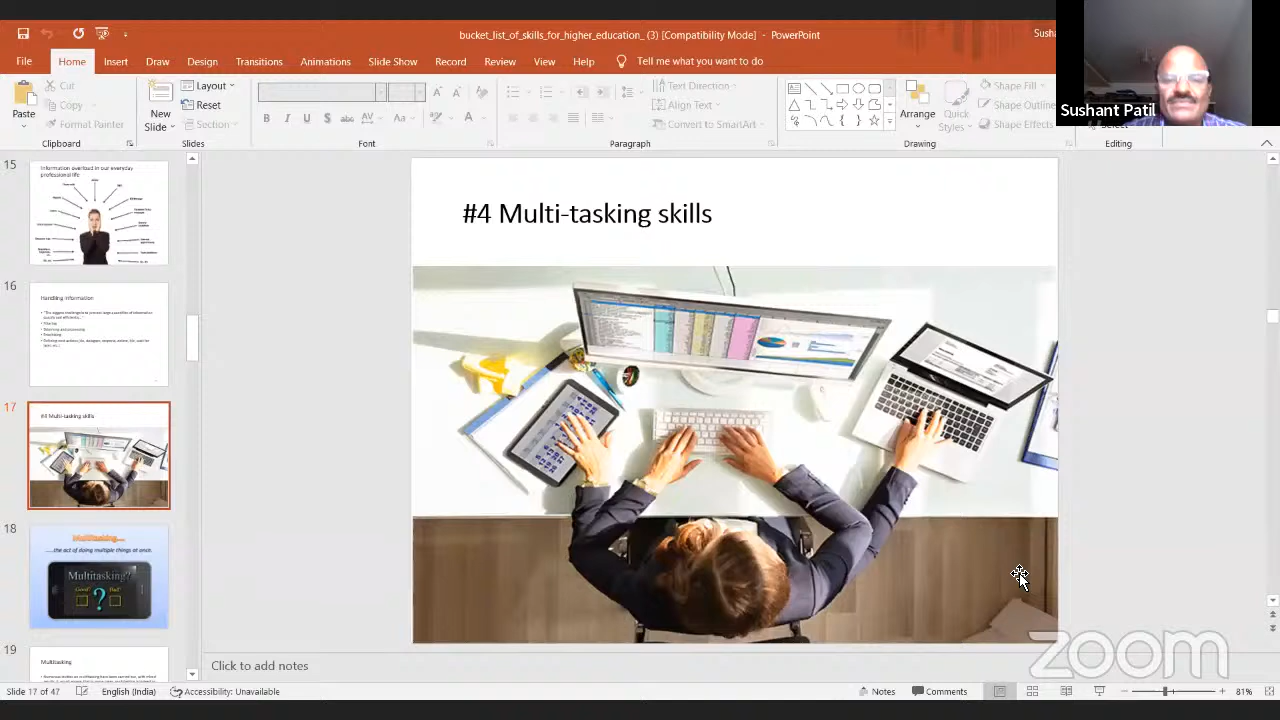 bucket_list_of_skills_for_higher_education_ (3) [Compatibility Mode] - PowerPoint
Susha
File Home Insert Draw Design Transitions Animations Slide Show Record Review View Help Tell me what you want to do
Sushant Patil
Paste
Cut
Copy
Format Painter
Clipboard
New
Slide
Layout
Reset
Section
Slides
Font
Text Direction
Align Text
Convert to SmartArt
Paragraph
Arrange
Quick
Styles
Shape Fill
Shape Outline
Shape Effects
Drawing
Select
Editing
15
Information overload in our everyday
professional life
16
Handling information
17
#4 Multi-tasking skills
18
Multitasking...
.....the act of doing multiple things at once.
Multitasking?
Good? Bad?
?
19
Multitasking
#4 Multi-tasking skills
Click to add notes
zoom
Slide 17 of 47 English (India) Accessibility: Unavailable Notes Comments 81%